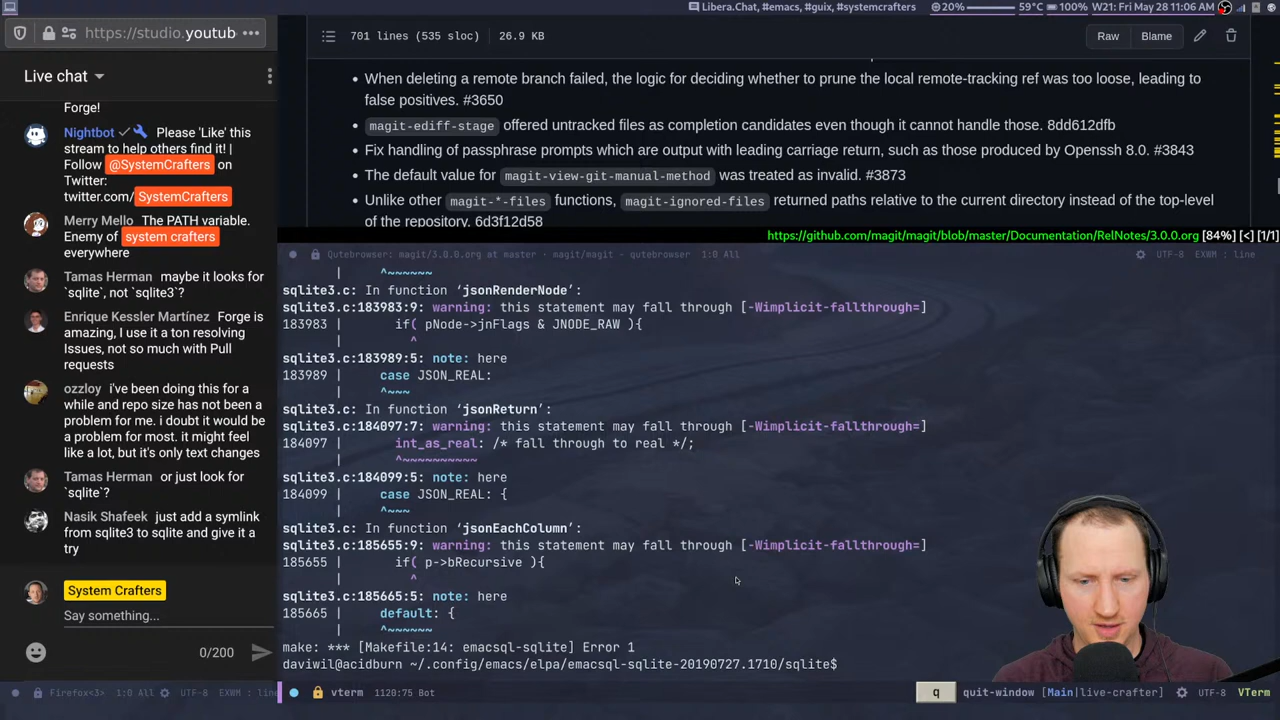 Libera.Chat, #emacs, #guix, #systemcrafters
20%
59°C
100%
W21: Fri May 28 11:06 AM
https://studio.youtub
Live chat
Forge!
Nightbot Please 'Like' this
stream to help others find it! |
Follow @SystemCrafters on
Twitter:
twitter.com/ SystemCrafters
Merry Mello The PATH variable.
Enemy of system crafters
everywhere
Tamas Herman maybe it looks for
`sqlite`, not `sqlite3`?
Enrique Kessler Martínez Forge is
amazing, I use it a ton resolving
Issues, not so much with Pull
requests
ozzloy i've been doing this for a
while and repo size has not been a
problem for me. i doubt it would be
a problem for most. it might feel
like a lot, but it's only text changes
Tamas Herman or just look for
`sqlite`?
Nasik Shafeek just add a symlink
from sqlite3 to sqlite and give it a
try
System Crafters
Say something...
0/200
Firefox<3> 1:0 All UTF-8 EXWM : line
701 lines (535 sloc) 26.9 KB
Raw Blame
When deleting a remote branch failed, the logic for deciding whether to prune the local remote-tracking ref was too loose, leading to
false positives. #3650
magit-ediff-stage offered untracked files as completion candidates even though it cannot handle those. 8dd612dfb
Fix handling of passphrase prompts which are output with leading carriage return, such as those produced by Openssh 8.0. #3843
The default value for magit-view-git-manual-method was treated as invalid. #3873
Unlike other magit-*-files functions, magit-ignored-files returned paths relative to the current directory instead of the top-level
of the repository. 6d3f12d58
https://github.com/magit/magit/blob/master/Documentation/RelNotes/3.0.0.org [84%] [<] [1/1]
Qutebrowser: magit/3.0.0.org at master · magit/magit - qutebrowser 1:0 All UTF-8 EXWM : line
| ^~~~~~
sqlite3.c: In function ‘jsonRenderNode’:
sqlite3.c:183983:9: warning: this statement may fall through [-Wimplicit-fallthrough=]
183983 | if( pNode->jnFlags & JNODE_RAW ){
| ^
sqlite3.c:183989:5: note: here
183989 | case JSON_REAL:
| ^~~~
sqlite3.c: In function ‘jsonReturn’:
sqlite3.c:184097:7: warning: this statement may fall through [-Wimplicit-fallthrough=]
184097 | int_as_real: /* fall through to real */;
| ^~~~~~~~~~~
sqlite3.c:184099:5: note: here
184099 | case JSON_REAL: {
| ^~~~
sqlite3.c: In function ‘jsonEachColumn’:
sqlite3.c:185655:9: warning: this statement may fall through [-Wimplicit-fallthrough=]
185655 | if( p->bRecursive ){
| ^
sqlite3.c:185665:5: note: here
185665 | default: {
| ^~~~~~~
make: *** [Makefile:14: emacsql-sqlite] Error 1
daviwil@acidburn ~/.config/emacs/elpa/emacsql-sqlite-20190727.1710/sqlite$
vterm 1120:75 Bot
q quit-window [Main|live-crafter] UTF-8 VTerm